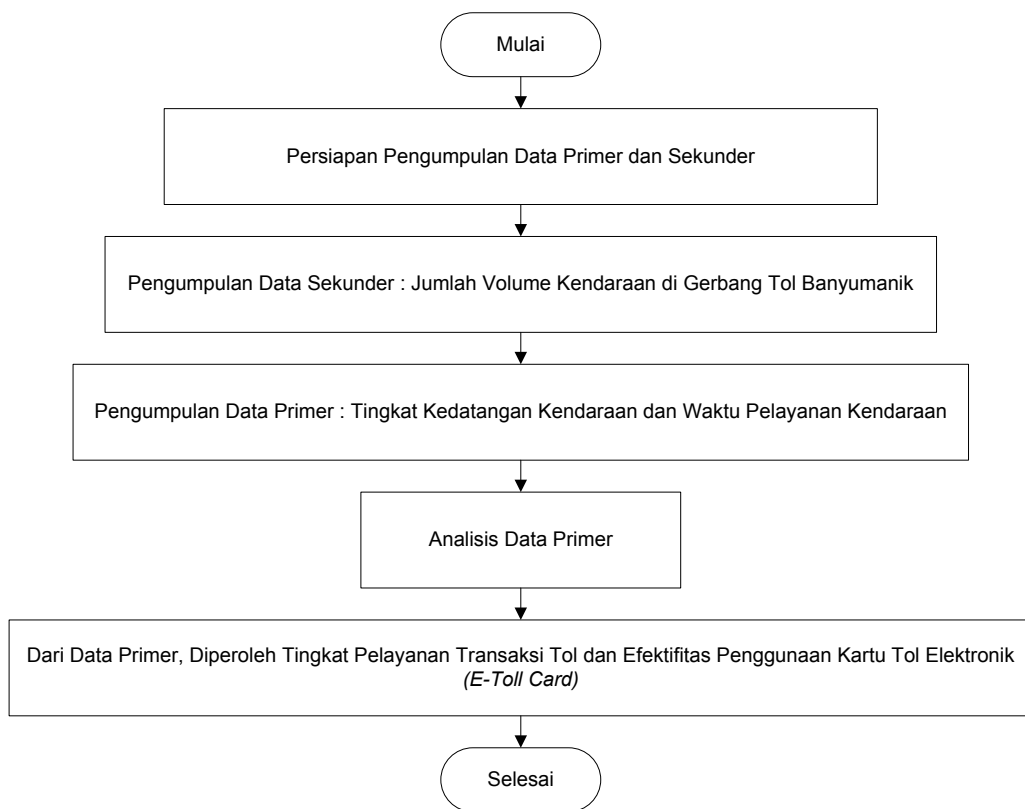 Mulai
Persiapan Pengumpulan Data Primer dan Sekunder
Pengumpulan Data Sekunder : Jumlah Volume Kendaraan di Gerbang Tol Banyumanik
Pengumpulan Data Primer : Tingkat Kedatangan Kendaraan dan Waktu Pelayanan Kendaraan
Analisis Data Primer
Dari Data Primer, Diperoleh Tingkat Pelayanan Transaksi Tol dan Efektifitas Penggunaan Kartu Tol Elektronik
(E-Toll Card)
Selesai